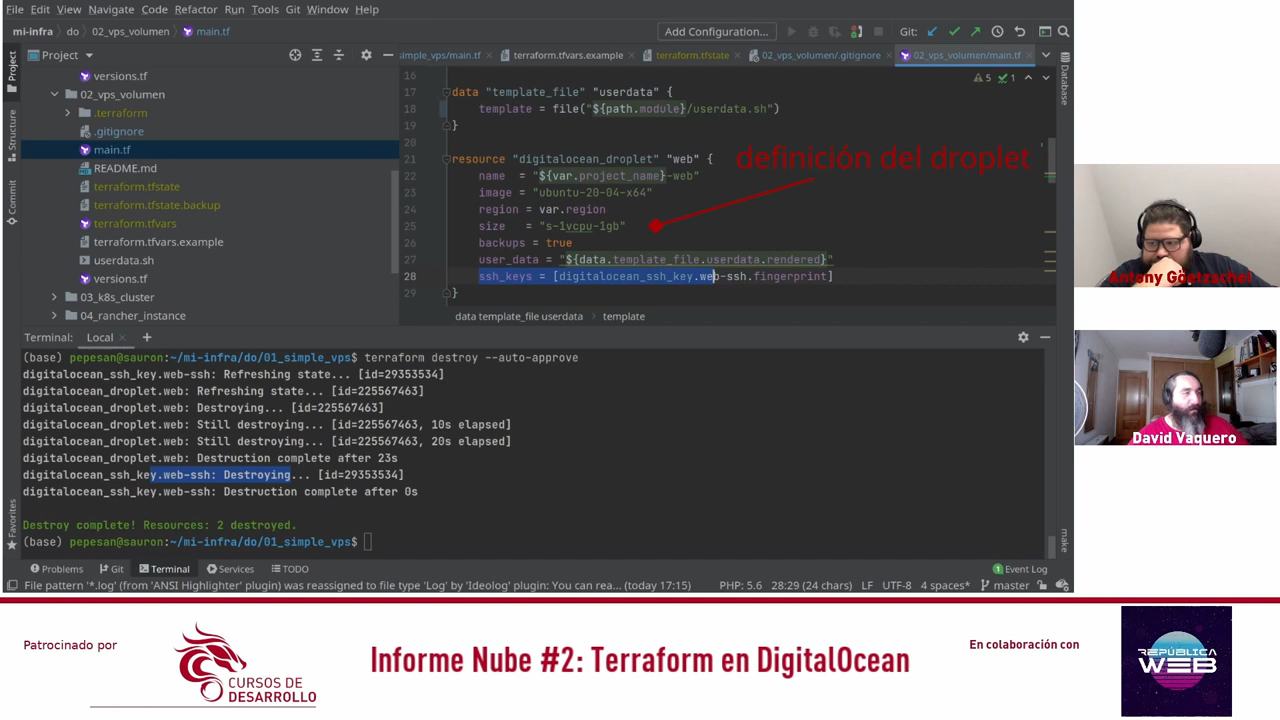 File Edit View Navigate Code Refactor Run Tools Git Window Help
mi-infra do 02_vps_volumen main.tf Add Configuration... Git:
Project simple_vps/main.tf terraform.tfvars.example terraform.tfstate 02_vps_volumen/.gitignore 02_vps_volumen/main.tf
versions.tf
02_vps_volumen
.terraform
.gitignore
main.tf
README.md
terraform.tfstate
terraform.tfstate.backup
terraform.tfvars
terraform.tfvars.example
userdata.sh
versions.tf
03_k8s_cluster
04_rancher_instance
Project
Structure
Commit
Favorites
Database
make
5 1
16
17 data "template_file" "userdata" {
18 template = file("${path.module}/userdata.sh")
19 }
20
21 resource "digitalocean_droplet" "web" {
22 name = "${var.project_name}-web"
23 image = "ubuntu-20-04-x64"
24 region = var.region
25 size = "s-1vcpu-1gb"
26 backups = true
27 user_data = "${data.template_file.userdata.rendered}"
28 ssh_keys = [digitalocean_ssh_key.web-ssh.fingerprint]
29 }
definición del droplet
data template_file userdata template
Terminal: Local
(base) pepesan@sauron:~/mi-infra/do/01_simple_vps$ terraform destroy --auto-approve
digitalocean_ssh_key.web-ssh: Refreshing state... [id=29353534]
digitalocean_droplet.web: Refreshing state... [id=225567463]
digitalocean_droplet.web: Destroying... [id=225567463]
digitalocean_droplet.web: Still destroying... [id=225567463, 10s elapsed]
digitalocean_droplet.web: Still destroying... [id=225567463, 20s elapsed]
digitalocean_droplet.web: Destruction complete after 23s
digitalocean_ssh_key.web-ssh: Destroying... [id=29353534]
digitalocean_ssh_key.web-ssh: Destruction complete after 0s
Destroy complete! Resources: 2 destroyed.
(base) pepesan@sauron:~/mi-infra/do/01_simple_vps$
Problems Git Terminal Services TODO 1 Event Log
File pattern '*.log' (from 'ANSI Highlighter' plugin) was reassigned to file type 'Log' by 'Ideolog' plugin: You can rea... (today 17:15) PHP: 5.6 28:29 (24 chars) LF UTF-8 4 spaces* master
Antony Goetzschel
David Vaquero
Patrocinado por
CURSOS DE
DESARROLLO
Informe Nube #2: Terraform en DigitalOcean
En colaboración con
REPÚBLICA
WEB